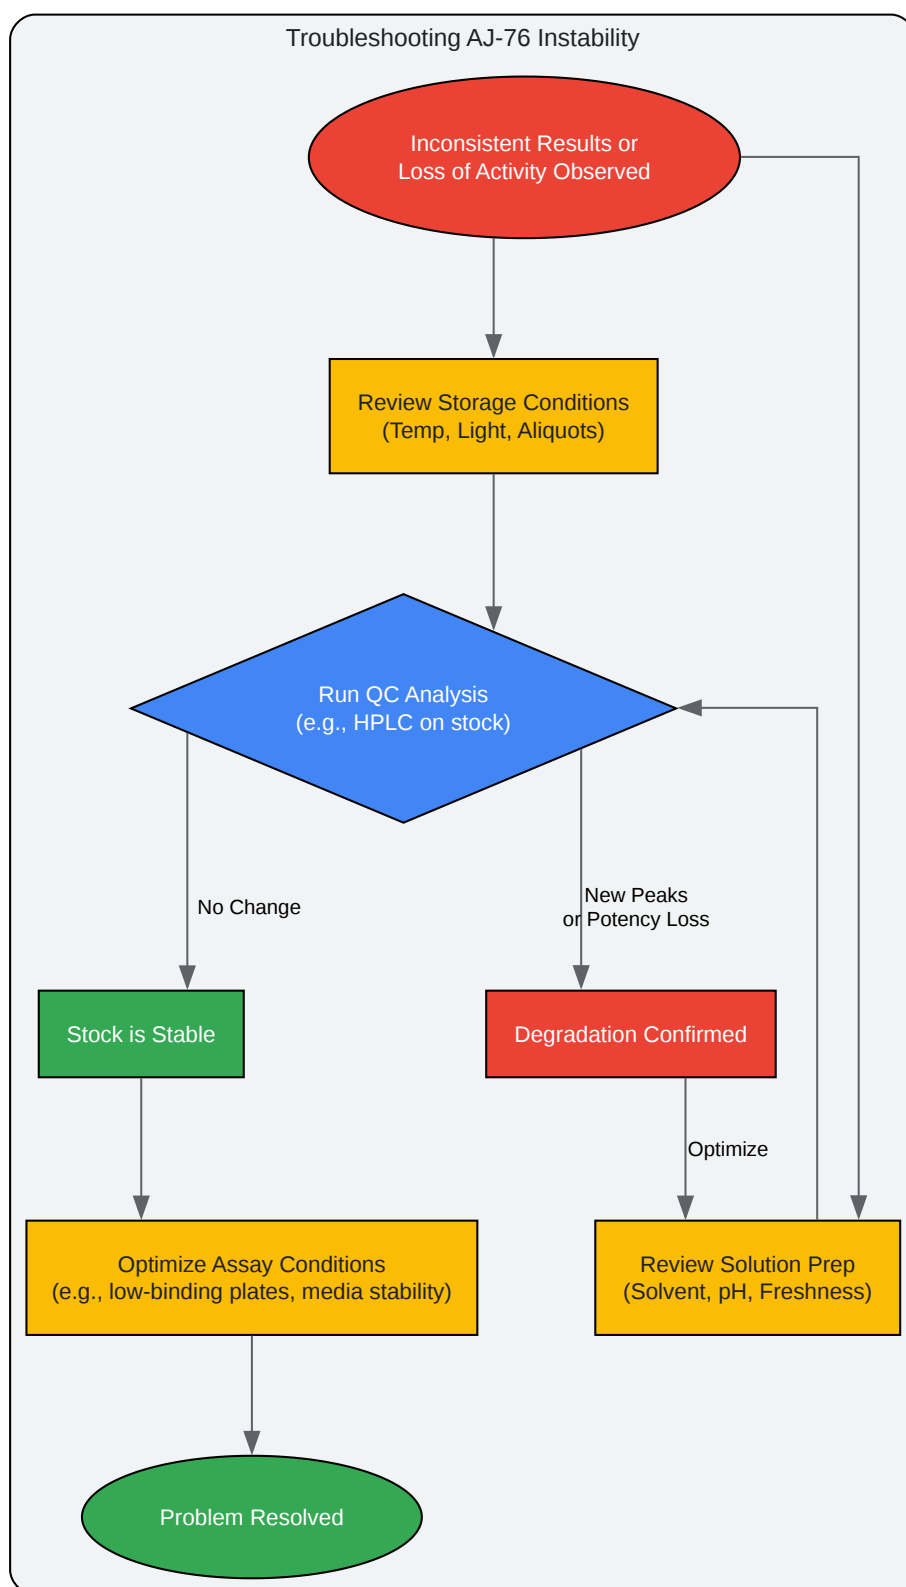 Troubleshooting AJ-76 Instability
Inconsistent Results or
Loss of Activity Observed
Review Storage Conditions
(Temp, Light, Aliquots)
Run QC Analysis
(e.g., HPLC on stock)
No Change
New Peaks
or Potency Loss
Stock is Stable
Degradation Confirmed
Optimize
Optimize Assay Conditions
(e.g., low-binding plates, media stability)
Review Solution Prep
(Solvent, pH, Freshness)
Problem Resolved